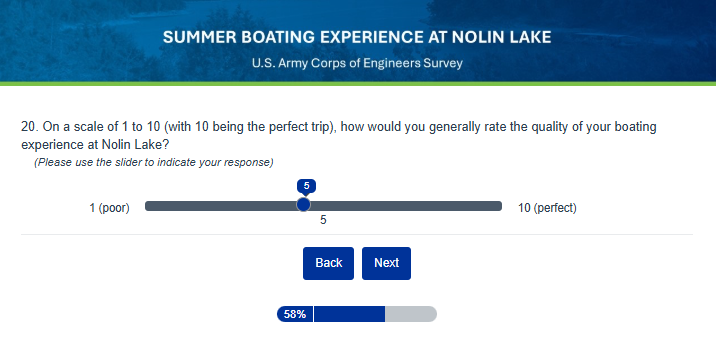 SUMMER BOATING EXPERIENCE AT NOLIN LAKE
U.S. Army Corps of Engineers Survey
20. On a scale of 1 to 10 (with 10 being the perfect trip), how would you generally rate the quality of your boating
experience at Nolin Lake?
(Please use the slider to indicate your response)
5
1 (poor)
10 (perfect)
5
Back
Next
58%